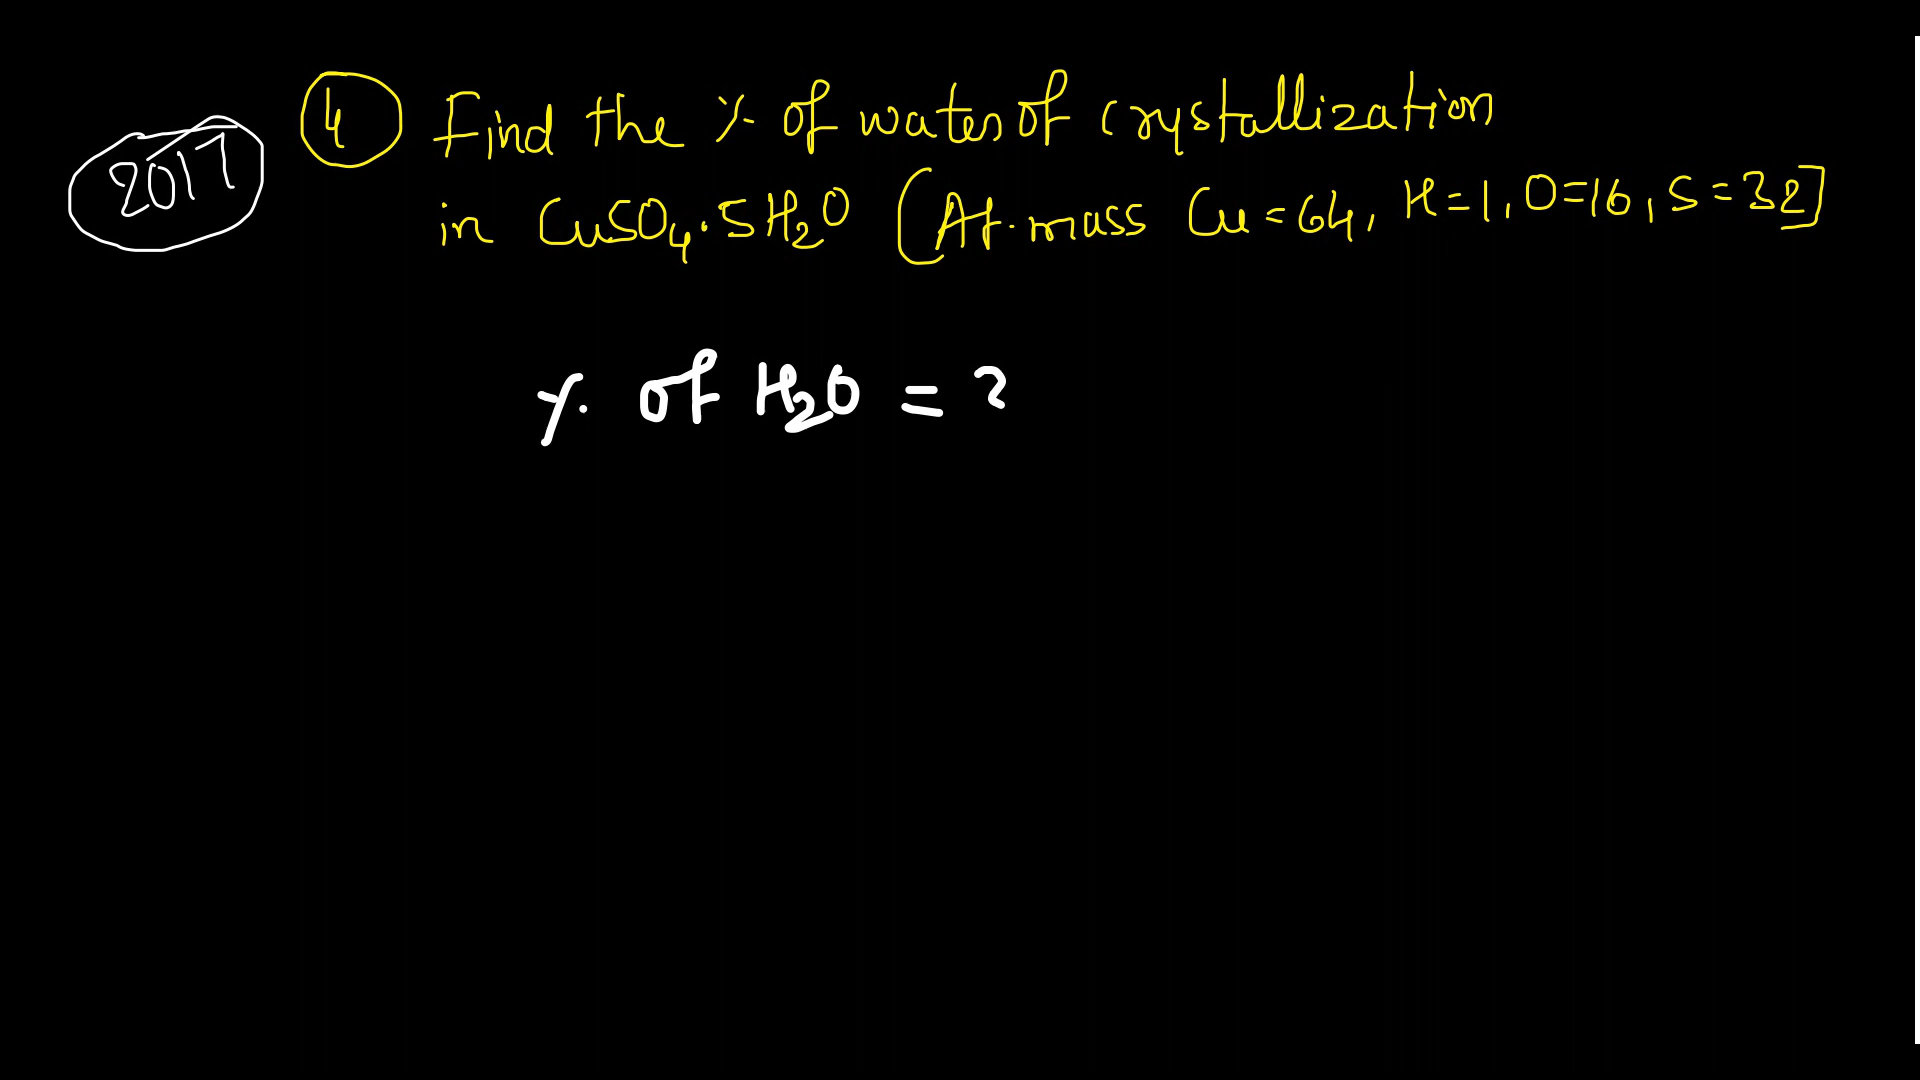 2017
4 Find the % of water of crystallization
in CuSO₄.5H₂O (At.mass Cu=64, H=1, O=16, S=32]
% of H₂O = ?